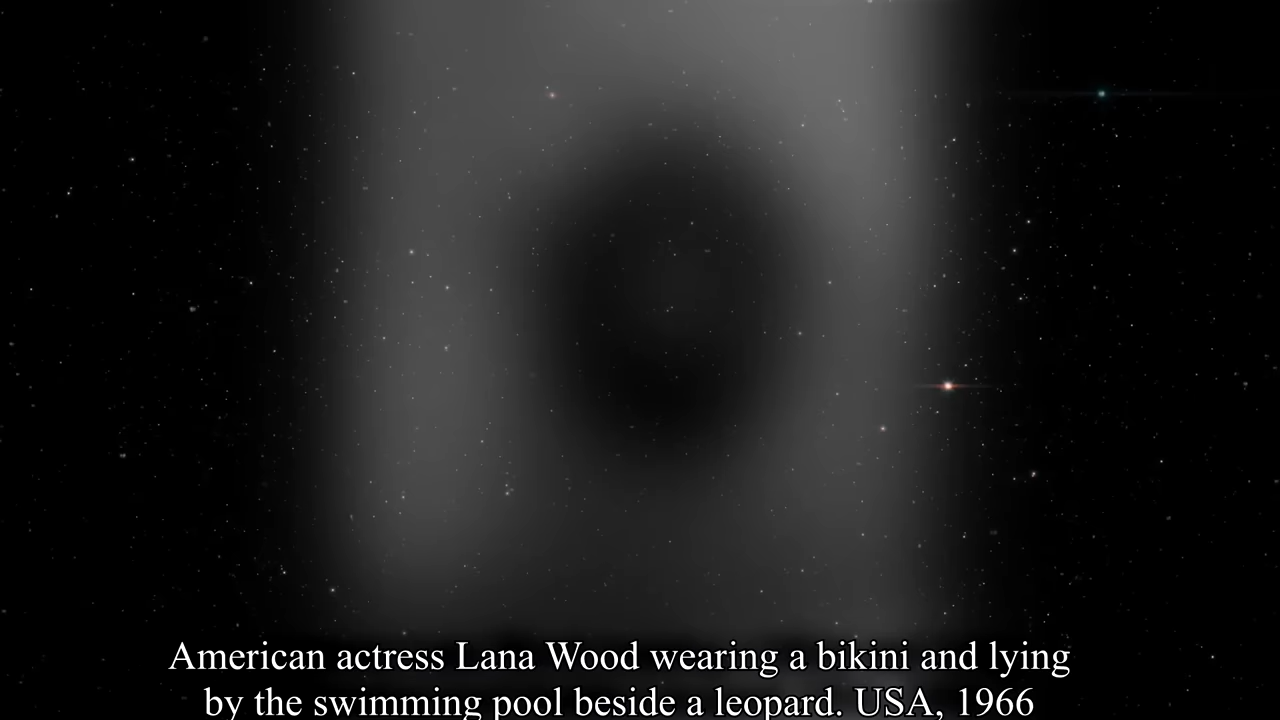 American actress Lana Wood wearing a bikini and lying
by the swimming pool beside a leopard. USA, 1966